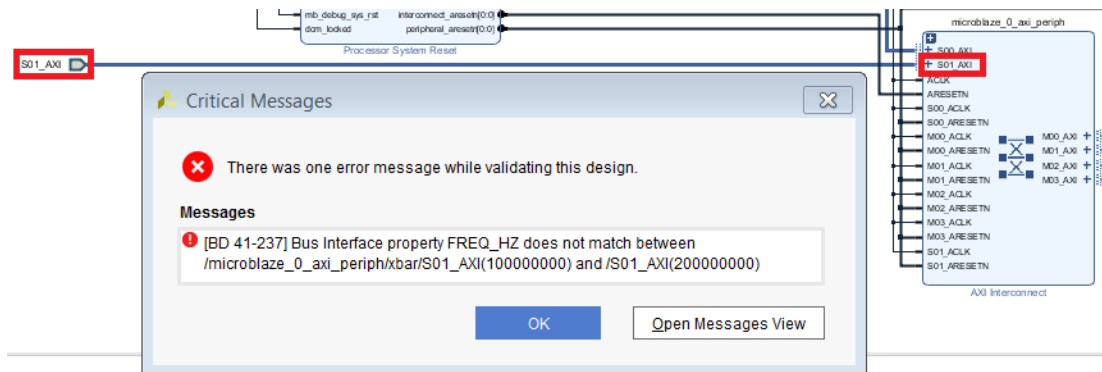 mb_debug_sys_rst interconnect_aresetn[0:0]
dcm_locked peripheral_aresetn[0:0]
Processor System Reset
S01_AXI
microblaze_0_axi_periph
S00_AXI
S01_AXI
ACLK
ARESETN
S00_ACLK
S00_ARESETN
M00_ACLK
M00_ARESETN
M01_ACLK
M01_ARESETN
M02_ACLK
M02_ARESETN
M03_ACLK
M03_ARESETN
S01_ACLK
S01_ARESETN
M00_AXI
M01_AXI
M02_AXI
M03_AXI
AXI Interconnect
Critical Messages
There was one error message while validating this design.
Messages
[BD 41-237] Bus Interface property FREQ_HZ does not match between
/microblaze_0_axi_periph/xbar/S01_AXI(100000000) and /S01_AXI(200000000)
OK
Open Messages View